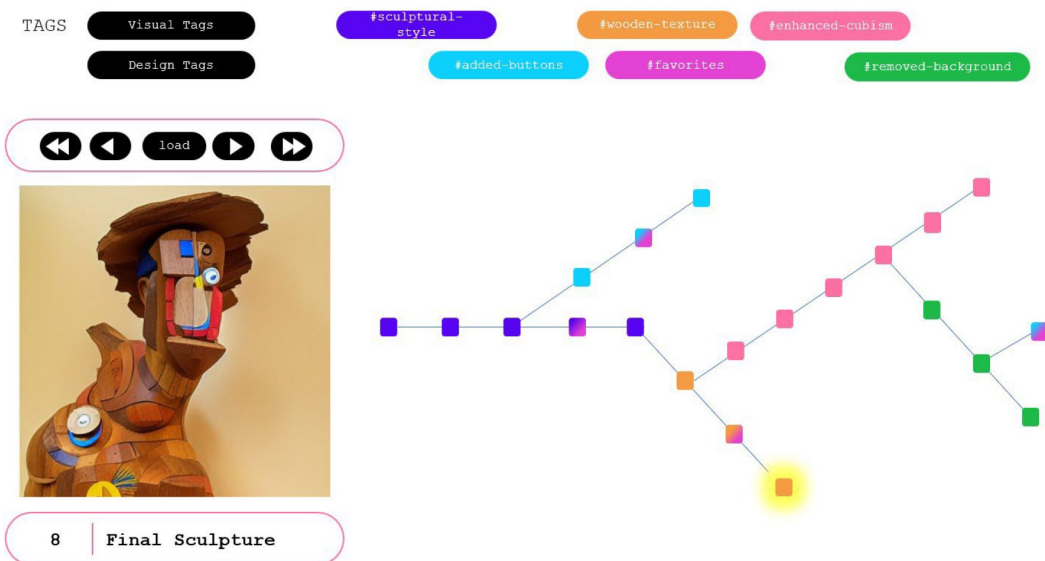 TAGS
Visual Tags
Design Tags
#sculptural-
style
#wooden-texture
#enhanced-cubism
#added-buttons
#favorites
#removed-background
load
8
Final Sculpture